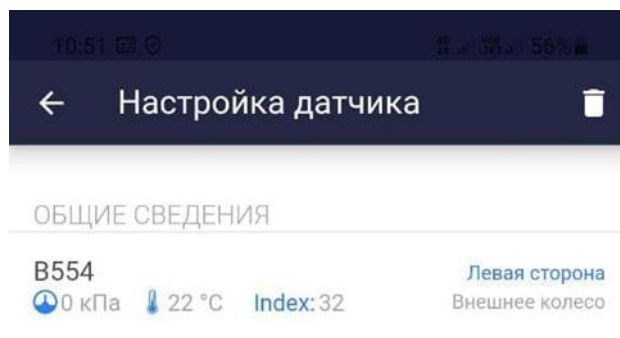 10:51 56%
Настройка датчика
ОБЩИЕ СВЕДЕНИЯ
B554 Левая сторона
0 кПа 22 °C Index: 32 Внешнее колесо